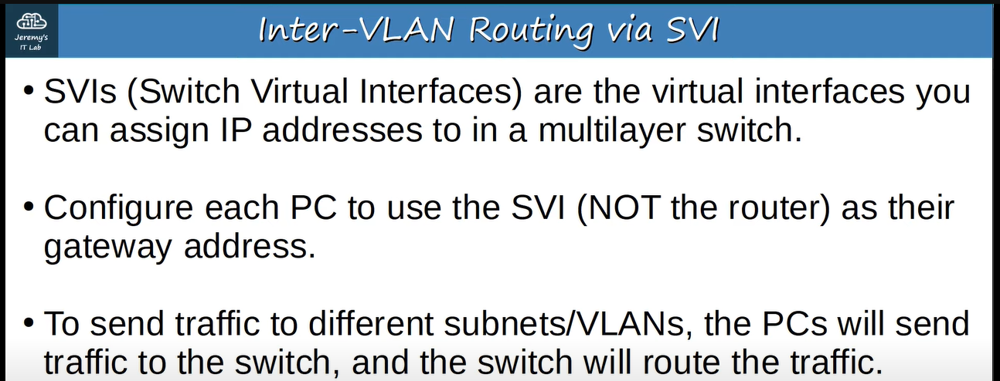 Jeremy's
IT Lab
Inter-VLAN Routing via SVI
• SVIs (Switch Virtual Interfaces) are the virtual interfaces you
can assign IP addresses to in a multilayer switch.
• Configure each PC to use the SVI (NOT the router) as their
gateway address.
• To send traffic to different subnets/VLANs, the PCs will send
traffic to the switch, and the switch will route the traffic.